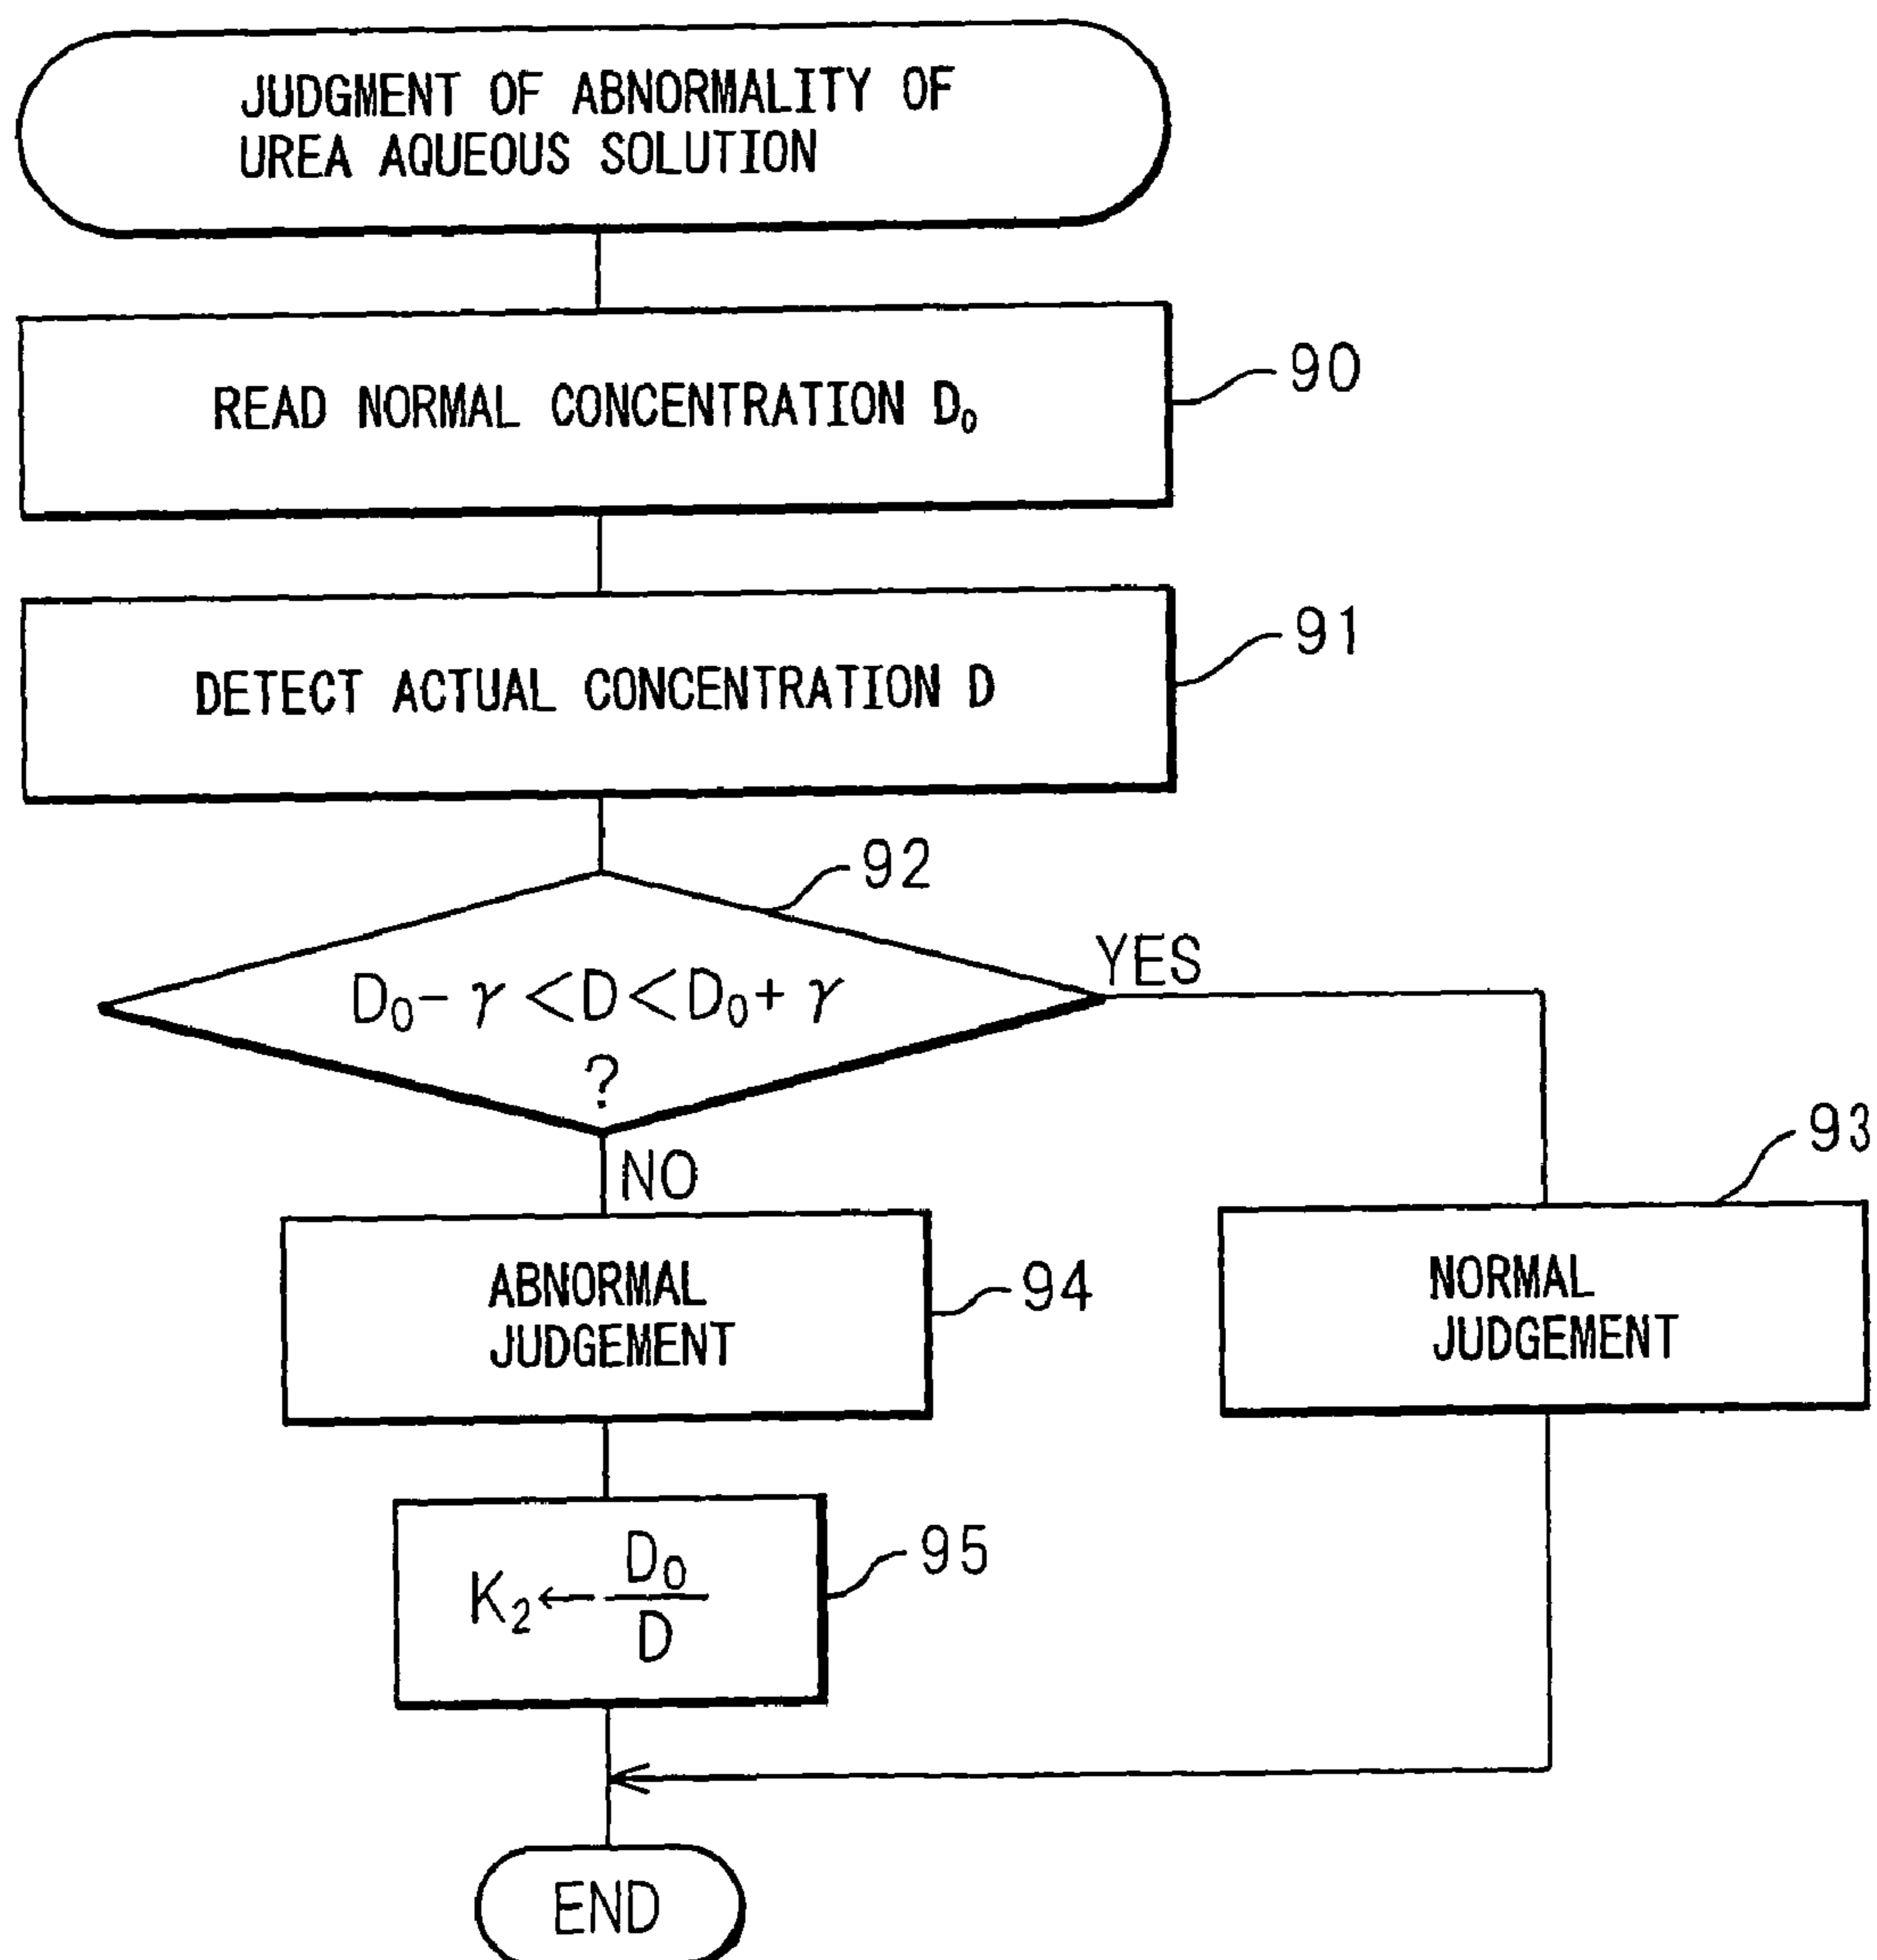 JUDGMENT OF ABNORMALITY OF
UREA AQUEOUS SOLUTION
READ NORMAL CONCENTRATION D₀
90
DETECT ACTUAL CONCENTRATION D
91
92
D₀- γ <D<D₀+ γ
?
YES
NO
93
ABNORMAL
JUDGEMENT
94
NORMAL
JUDGEMENT
K₂← D₀/D
95
END